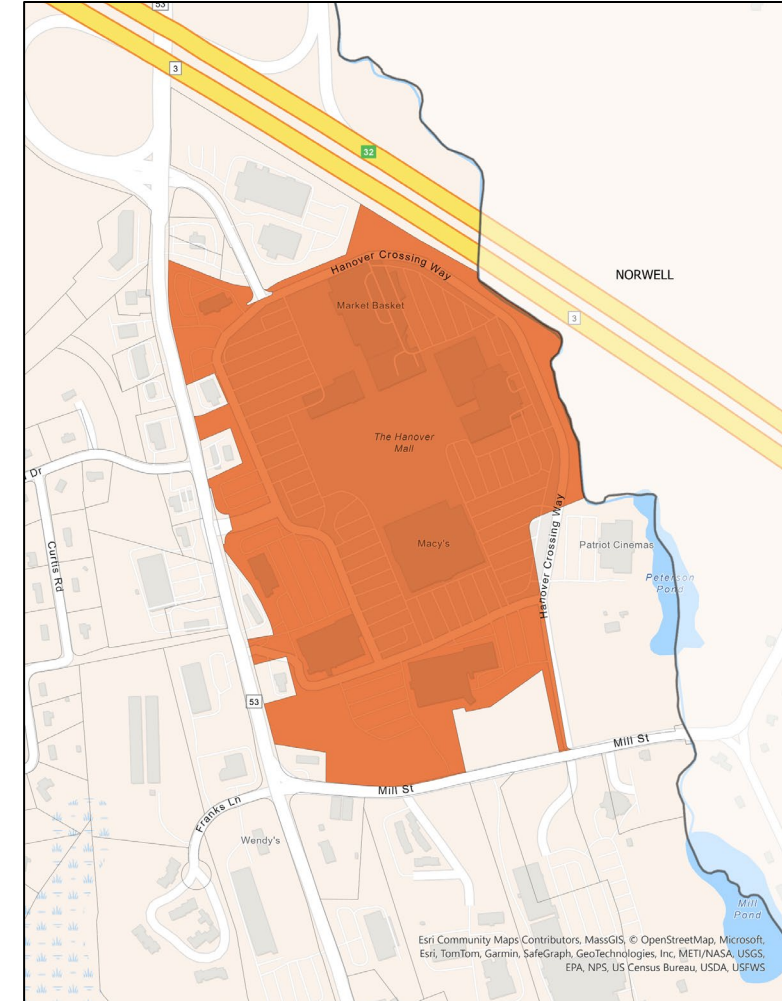 53
3
32
NORWELL
Hanover Crossing Way
3
Market Basket
The Hanover
Mall
Dr
Curtis Rd
Macy's
Hanover Crossing Way
Patriot Cinemas
Peterson
Pond
53
Mill St
Mill St
Franks Ln
Wendy's
Mill
Pond
Esri Community Maps Contributors, MassGIS, © OpenStreetMap, Microsoft,
Esri, TomTom, Garmin, SafeGraph, GeoTechnologies, Inc, METI/NASA, USGS,
EPA, NPS, US Census Bureau, USDA, USFWS